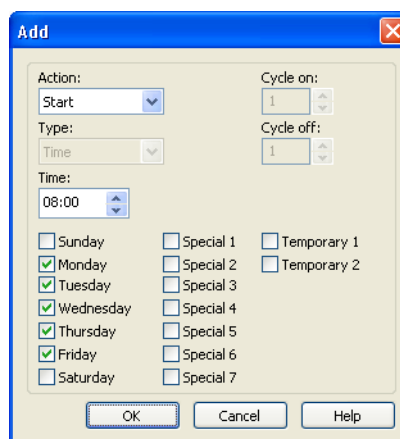 Add
Action: Cycle on:
Start 1
Type: Cycle off:
Time 1
Time:
08:00
Sunday Special 1 Temporary 1
Monday Special 2 Temporary 2
Tuesday Special 3
Wednesday Special 4
Thursday Special 5
Friday Special 6
Saturday Special 7
OK Cancel Help